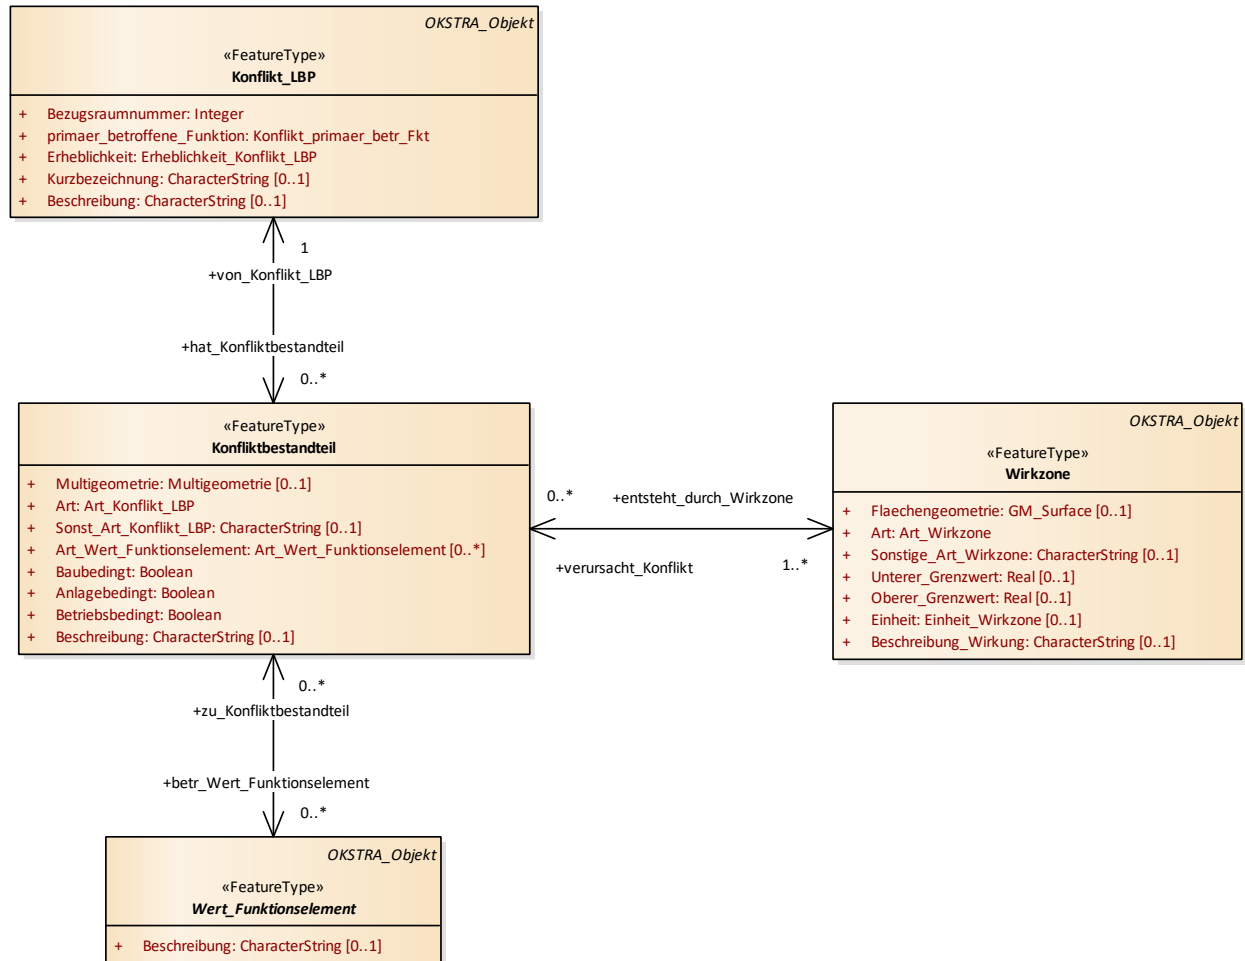 OKSTRA_Objekt
«FeatureType»
Konflikt_LBP
+ Bezugsraumnummer: Integer
+ primaer_betroffene_Funktion: Konflikt_primaer_betr_Fkt
+ Erheblichkeit: Erheblichkeit_Konflikt_LBP
+ Kurzbezeichnung: CharacterString [0..1]
+ Beschreibung: CharacterString [0..1]
1
+von_Konflikt_LBP
+hat_Konfliktbestandteil
0..*
«FeatureType»
Konfliktbestandteil
+ Multigeometrie: Multigeometrie [0..1]
+ Art: Art_Konflikt_LBP
+ Sonst_Art_Konflikt_LBP: CharacterString [0..1]
+ Art_Wert_Funktionselement: Art_Wert_Funktionselement [0..*]
+ Baubedingt: Boolean
+ Anlagebedingt: Boolean
+ Betriebsbedingt: Boolean
+ Beschreibung: CharacterString [0..1]
0..* +entsteht_durch_Wirkzone
+verursacht_Konflikt 1..*
OKSTRA_Objekt
«FeatureType»
Wirkzone
+ Flaechengeometrie: GM_Surface [0..1]
+ Art: Art_Wirkzone
+ Sonstige_Art_Wirkzone: CharacterString [0..1]
+ Unterer_Grenzwert: Real [0..1]
+ Oberer_Grenzwert: Real [0..1]
+ Einheit: Einheit_Wirkzone [0..1]
+ Beschreibung_Wirkung: CharacterString [0..1]
0..*
+zu_Konfliktbestandteil
+betr_Wert_Funktionselement
0..*
OKSTRA_Objekt
«FeatureType»
Wert_Funktionselement
+ Beschreibung: CharacterString [0..1]